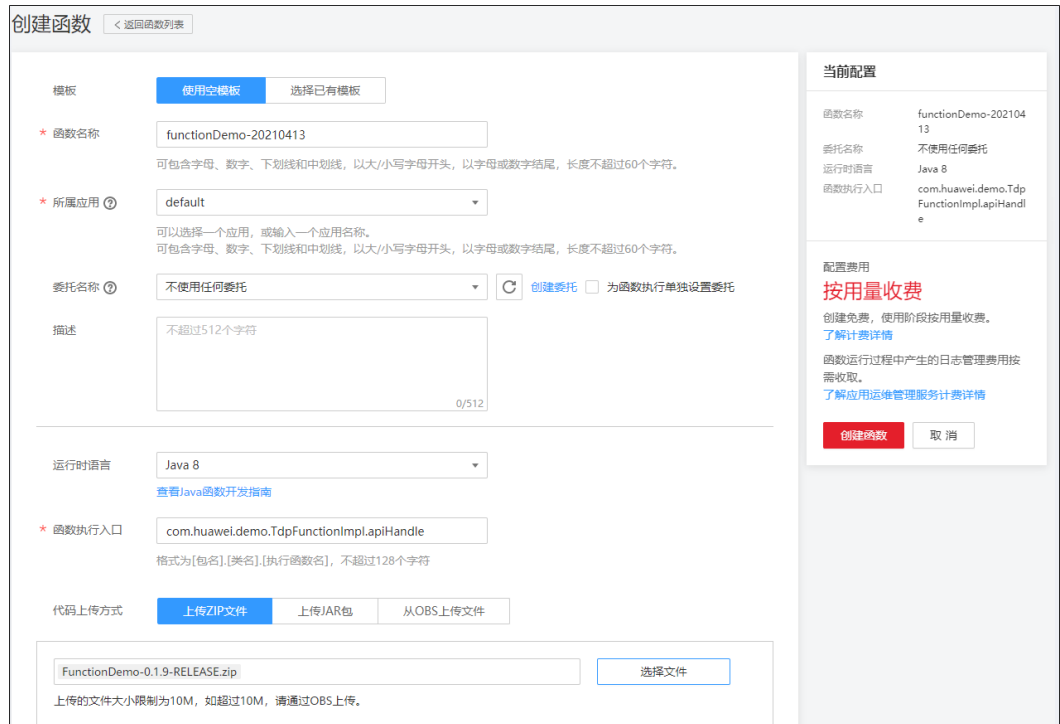 创建函数 < 返回函数列表
模板 使用空模板 选择已有模板
* 函数名称 functionDemo-20210413
可包含字母、数字、下划线和中划线，以大/小写字母开头，以字母或数字结尾，长度不超过60个字符。
* 所属应用 ? default
可以选择一个应用，或输入一个应用名称。
可包含字母、数字、下划线和中划线，以大/小写字母开头，以字母或数字结尾，长度不超过60个字符。
委托名称 ? 不使用任何委托 创建委托 为函数执行单独设置委托
描述 不超过512个字符
0/512
运行时语言 Java 8
查看Java函数开发指南
* 函数执行入口 com.huawei.demo.TdpFunctionImpl.apiHandle
格式为[包名].[类名].[执行函数名]，不超过128个字符
代码上传方式 上传ZIP文件 上传JAR包 从OBS上传文件
FunctionDemo-0.1.9-RELEASE.zip 选择文件
上传的文件大小限制为10M，如超过10M，请通过OBS上传。
当前配置
函数名称 functionDemo-202104
13
委托名称 不使用任何委托
运行时语言 Java 8
函数执行入口 com.huawei.demo.Tdp
FunctionImpl.apiHandl
e
配置费用
按用量收费
创建免费，使用阶段按用量收费。
了解计费详情
函数运行过程中产生的日志管理费用按
需收取。
了解应用运维管理服务计费详情
创建函数 取 消